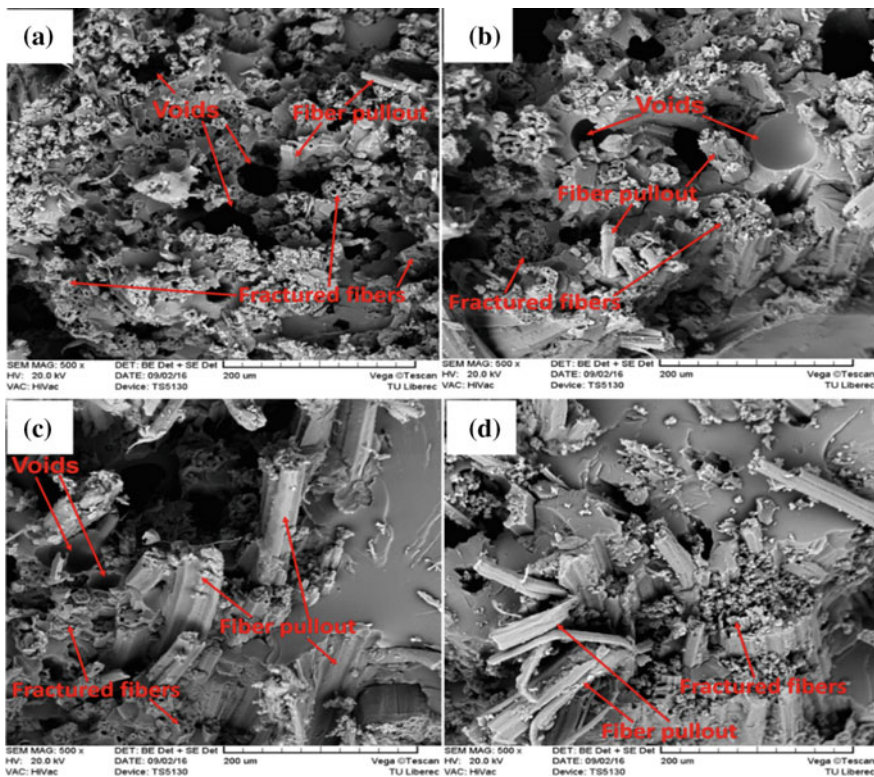 (a)
Voids
Fiber pullout
Fractured fibers
SEM MAG: 500 x DET: BE Det + SE Det
HV: 20.0 kV DATE: 09/02/16 200 um Vega ©Tescan
VAC: HiVac Device: TS5130 TU Liberec
(b)
Voids
Fiber pullout
Fractured fibers
SEM MAG: 500 x DET: BE Det + SE Det
HV: 20.0 kV DATE: 09/02/16 200 um Vega ©Tescan
VAC: HiVac Device: TS5130 TU Liberec
(c)
Voids
Fiber pullout
Fractured fibers
SEM MAG: 500 x DET: BE Det + SE Det
HV: 20.0 kV DATE: 09/02/16 200 um Vega ©Tescan
VAC: HiVac Device: TS5130 TU Liberec
(d)
Fractured fibers
Fiber pullout
SEM MAG: 500 x DET: BE Det + SE Det
HV: 20.0 kV DATE: 09/02/16 200 um Vega ©Tescan
VAC: HiVac Device: TS5130 TU Liberec